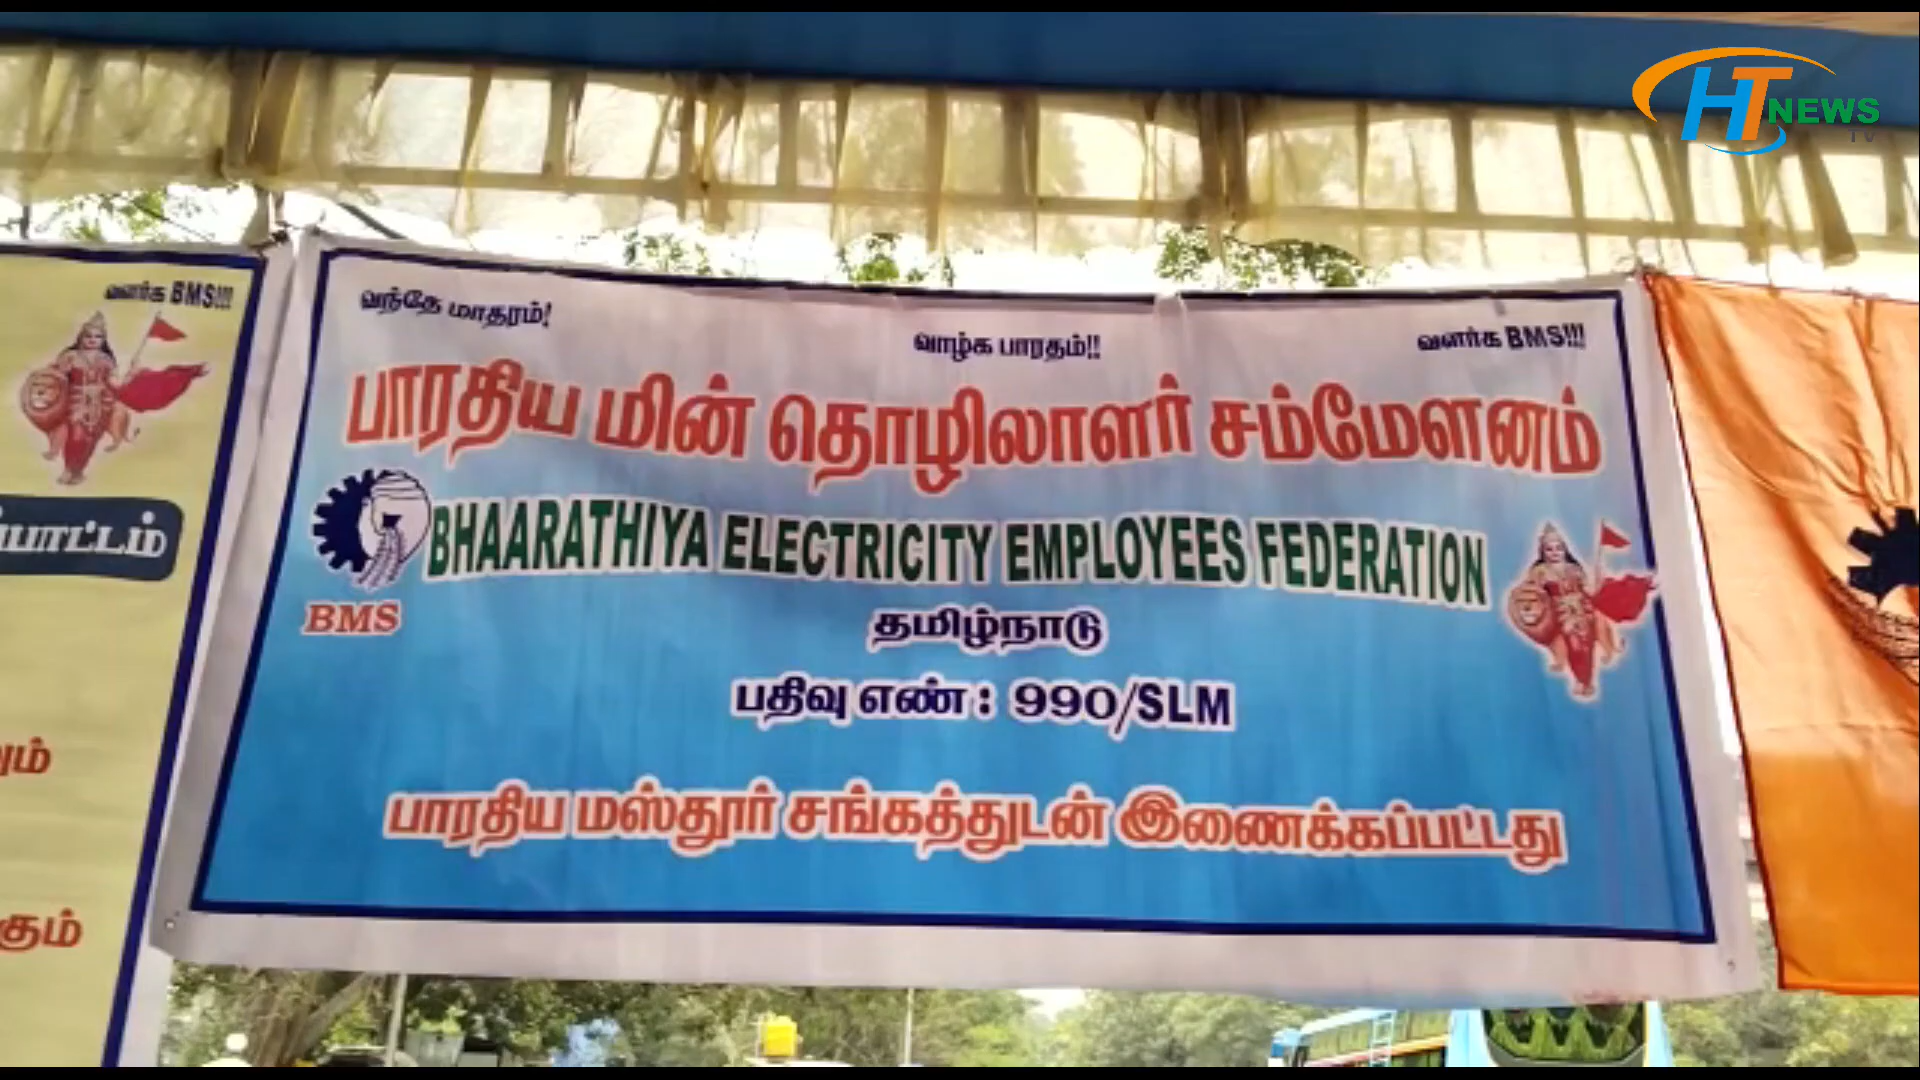 HT NEWS
TV
வளர்க BMS!!!
வந்தே மாதரம்!
வாழ்க பாரதம்!!
வளர்க BMS!!!
பாரதிய மின் தொழிலாளர் சம்மேளனம்
BHAARATHIYA ELECTRICITY EMPLOYEES FEDERATION
BMS
தமிழ்நாடு
பதிவு எண் : 990/SLM
பாரதிய மஸ்தூர் சங்கத்துடன் இணைக்கப்பட்டது